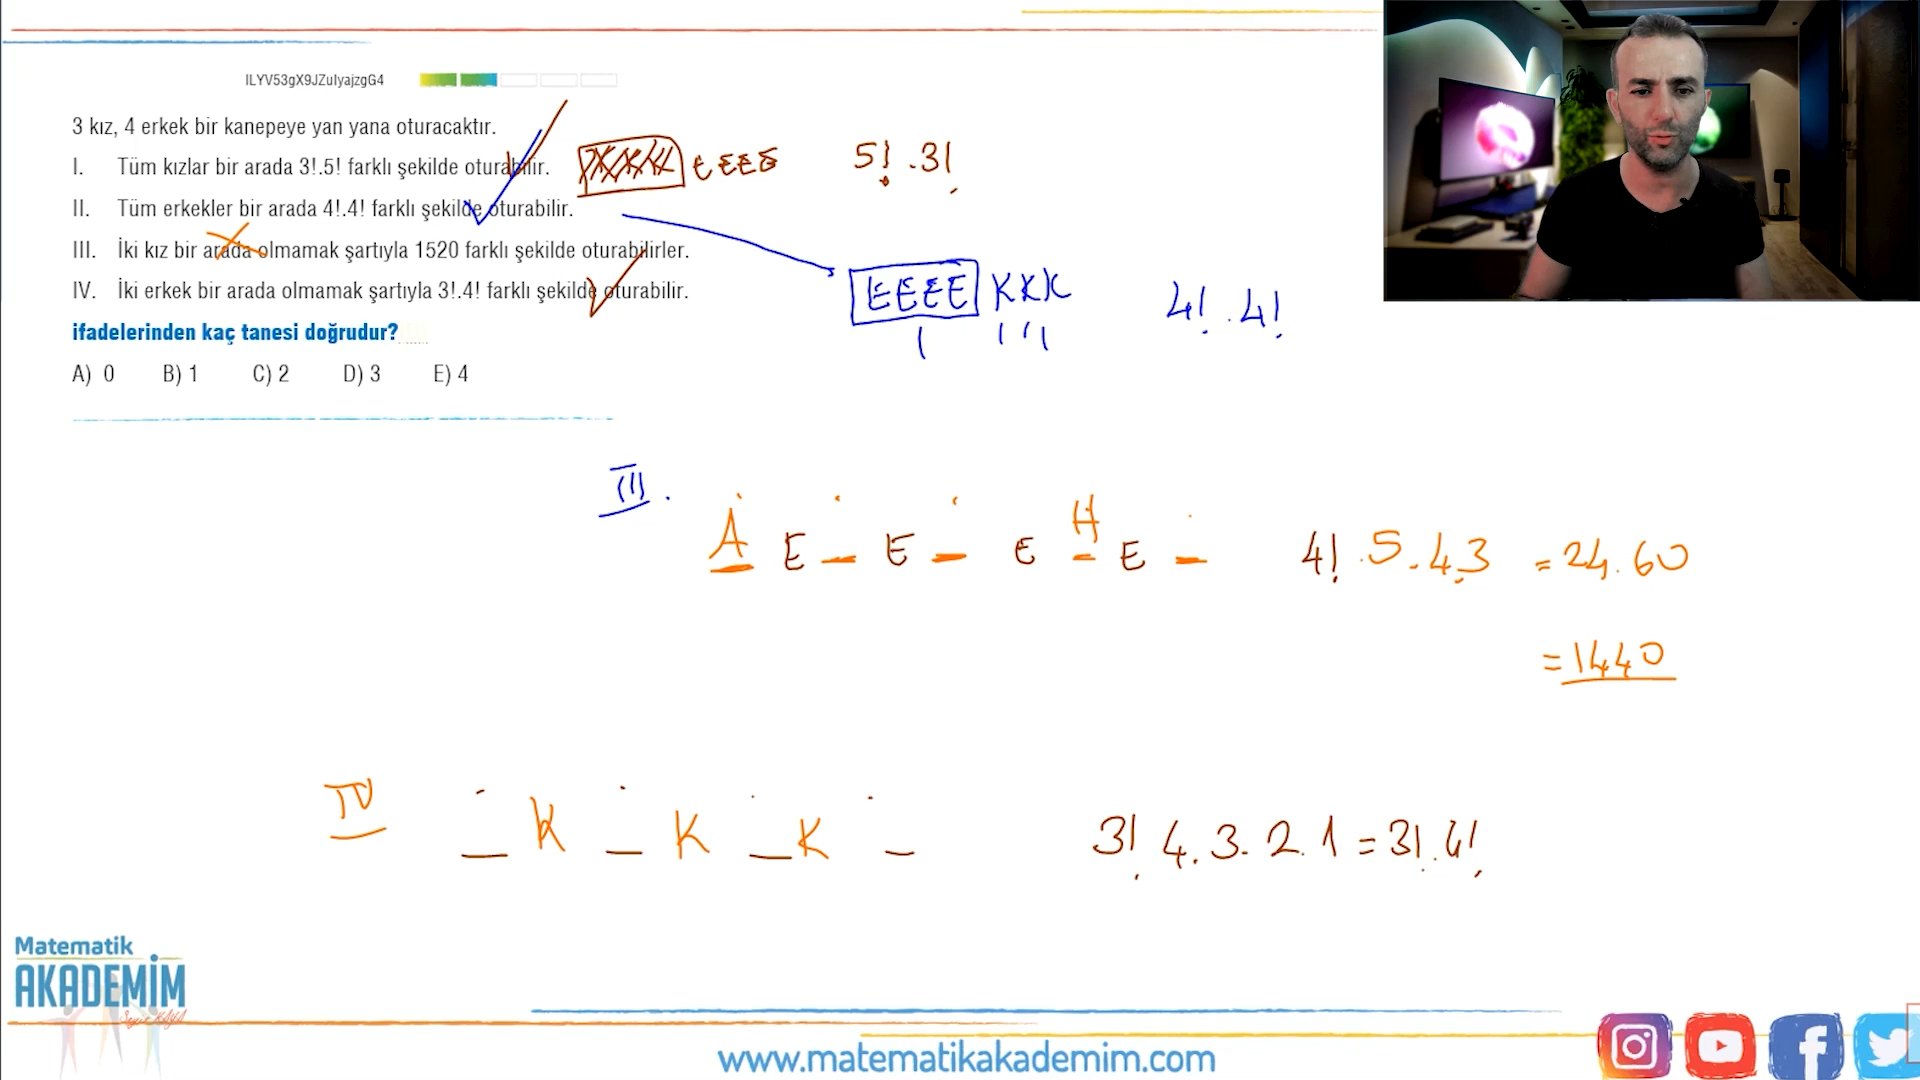 ILYV53gX9JZuIyajzgG4
3 kız, 4 erkek bir kanepeye yan yana oturacaktır.
I. Tüm kızlar bir arada 3!.5! farklı şekilde oturabilir.
II. Tüm erkekler bir arada 4!.4! farklı şekilde oturabilir.
III. İki kız bir arada olmamak şartıyla 1520 farklı şekilde oturabilirler.
IV. İki erkek bir arada olmamak şartıyla 3!.4! farklı şekilde oturabilir.
ifadelerinden kaç tanesi doğrudur?
A) 0 B) 1 C) 2 D) 3 E) 4
EEEE 5! . 3!
EEEE KKK 4! . 4!
III.
A E _ E _ E H E _ 4! . 5 . 4 . 3 = 24 . 60
= 1440
IV
_ K _ K _ K _ 3! 4 . 3 . 2 . 1 = 3! . 4!
Matematik
AKADEMİM
www.matematikakademim.com